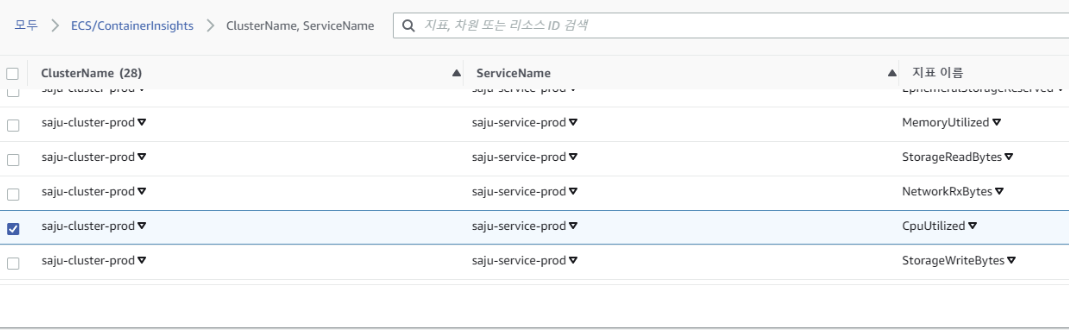 모두 > ECS/ContainerInsights > ClusterName, ServiceName 지표, 차원 또는 리소스 ID 검색
ClusterName (28) ServiceName 지표 이름
saju-cluster-prod saju-service-prod EphemeralStorageReserved
saju-cluster-prod saju-service-prod MemoryUtilized
saju-cluster-prod saju-service-prod StorageReadBytes
saju-cluster-prod saju-service-prod NetworkRxBytes
saju-cluster-prod saju-service-prod CpuUtilized
saju-cluster-prod saju-service-prod StorageWriteBytes